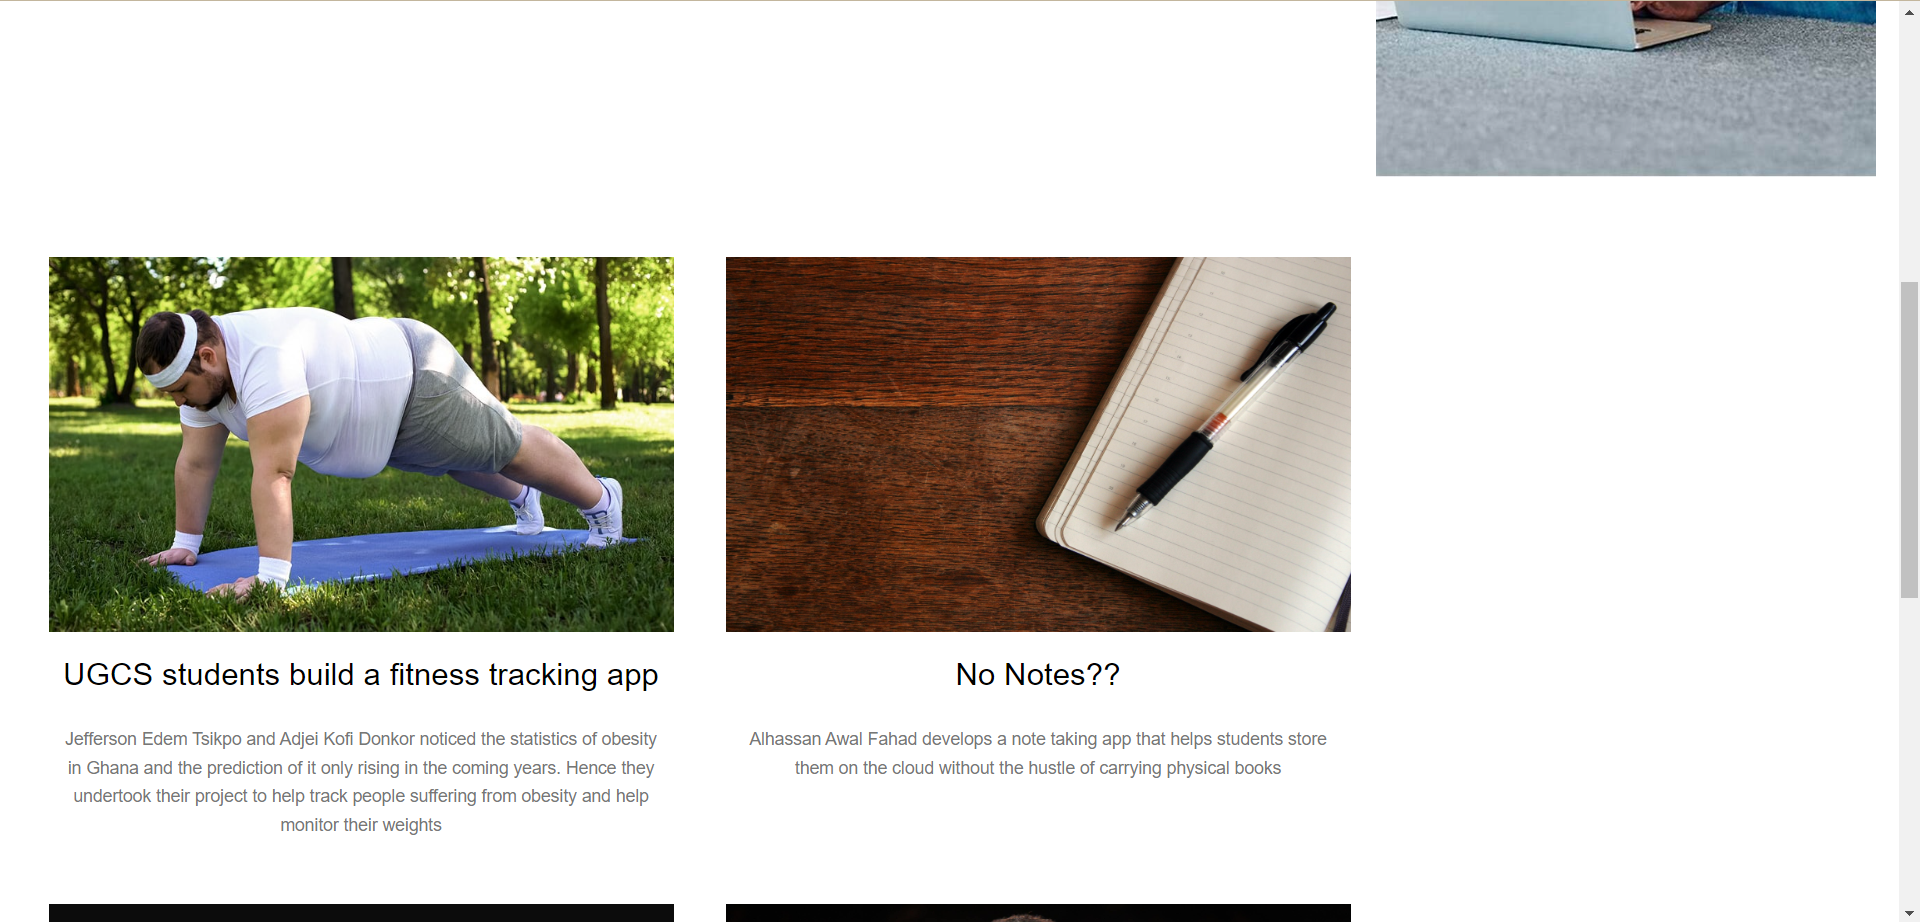 UGCS students build a fitness tracking app
Jefferson Edem Tsikpo and Adjei Kofi Donkor noticed the statistics of obesity
in Ghana and the prediction of it only rising in the coming years. Hence they
undertook their project to help track people suffering from obesity and help
monitor their weights
No Notes??
Alhassan Awal Fahad develops a note taking app that helps students store
them on the cloud without the hustle of carrying physical books